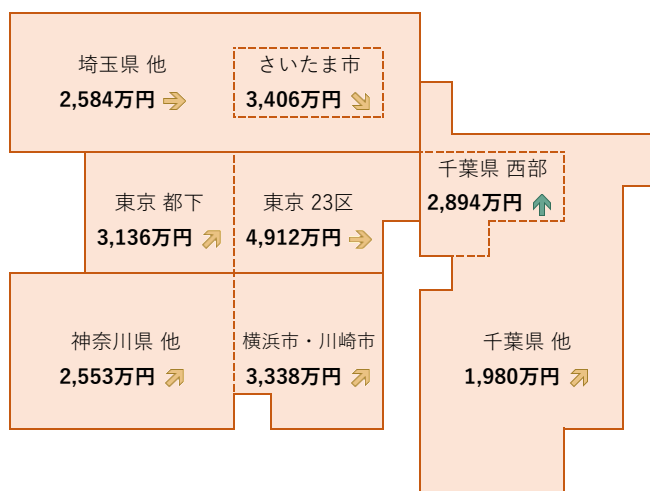 埼玉県 他
2,584万円
さいたま市
3,406万円
千葉県 西部
2,894万円
東京 都下
3,136万円
東京 23区
4,912万円
神奈川県 他
2,553万円
横浜市・川崎市
3,338万円
千葉県 他
1,980万円